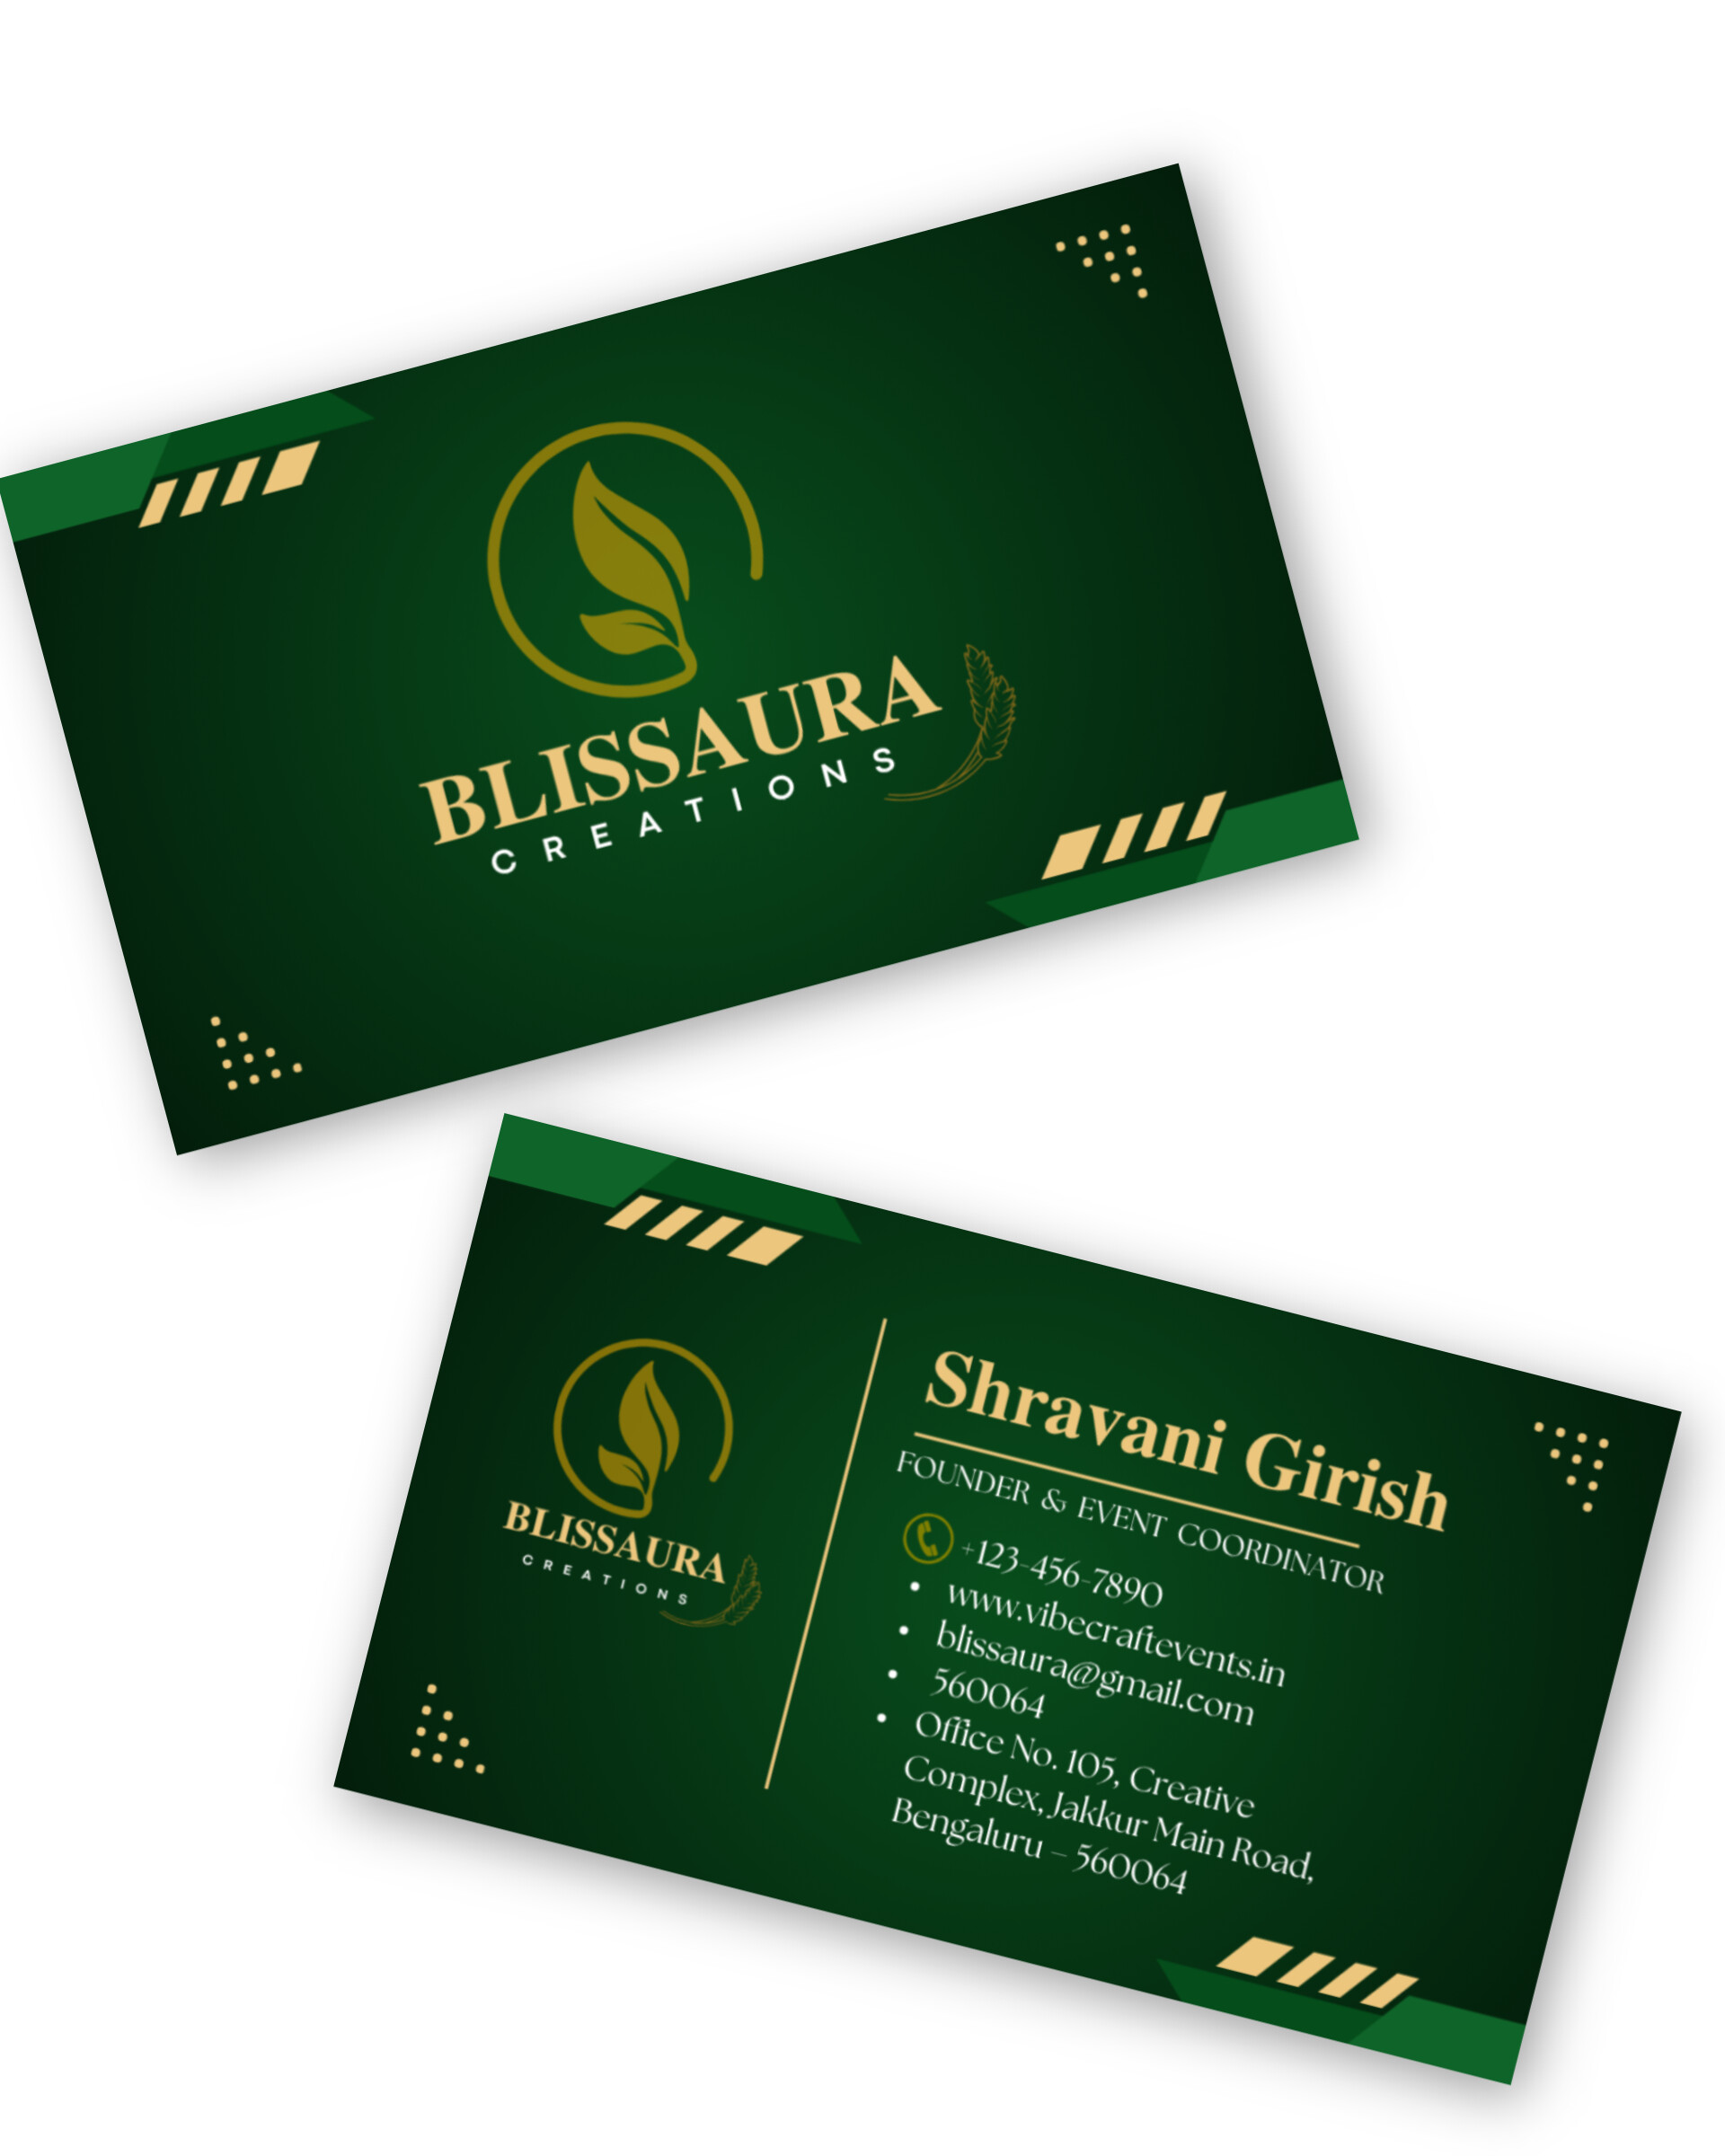 BLISSAURA
CREATIONS
BLISSAURA
CREATIONS
Shravani Girish
FOUNDER & EVENT COORDINATOR
+123-456-7890
• www.vibecraftevents.in
• blissaura@gmail.com
• 560064
• Office No. 105, Creative
Complex, Jakkur Main Road,
Bengaluru – 560064